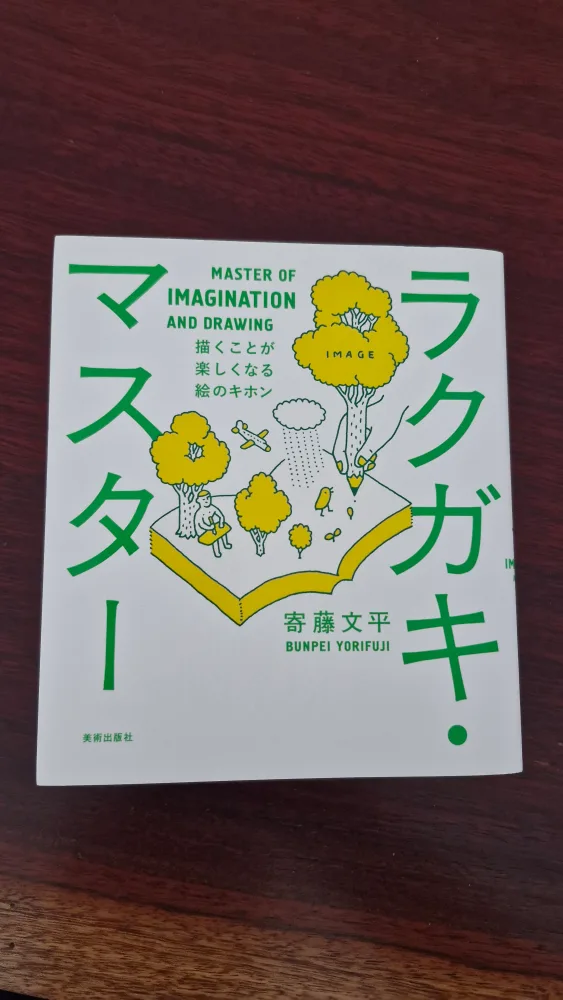 ラクガキ・
マスター
MASTER OF
IMAGINATION
AND DRAWING
描くことが
楽しくなる
絵のキホン
IMAGE
寄藤文平
BUNPEI YORIFUJI
美術出版社